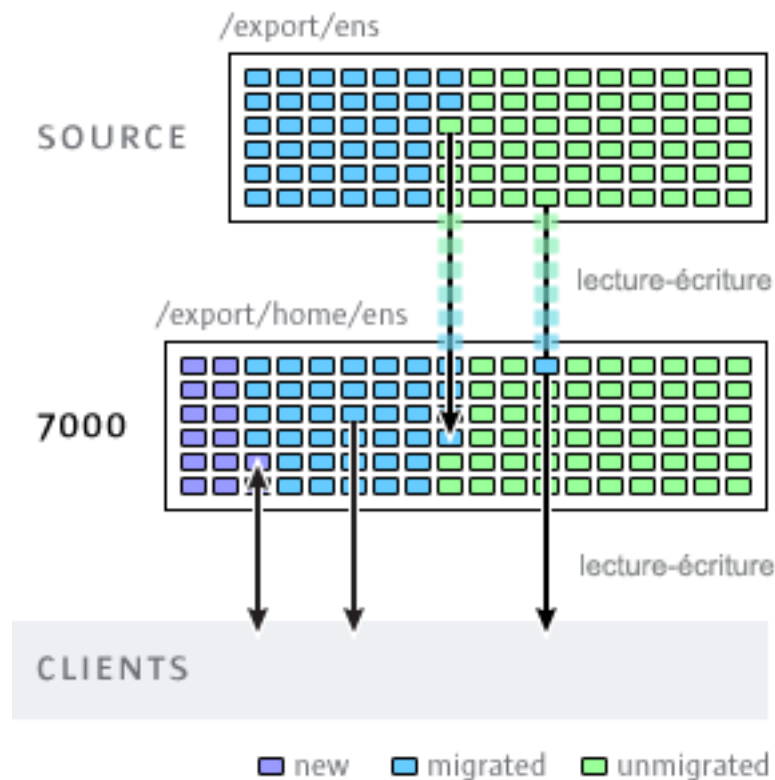 /export/ens
SOURCE
lecture-écriture
/export/home/ens
7000
lecture-écriture
CLIENTS
new migrated unmigrated